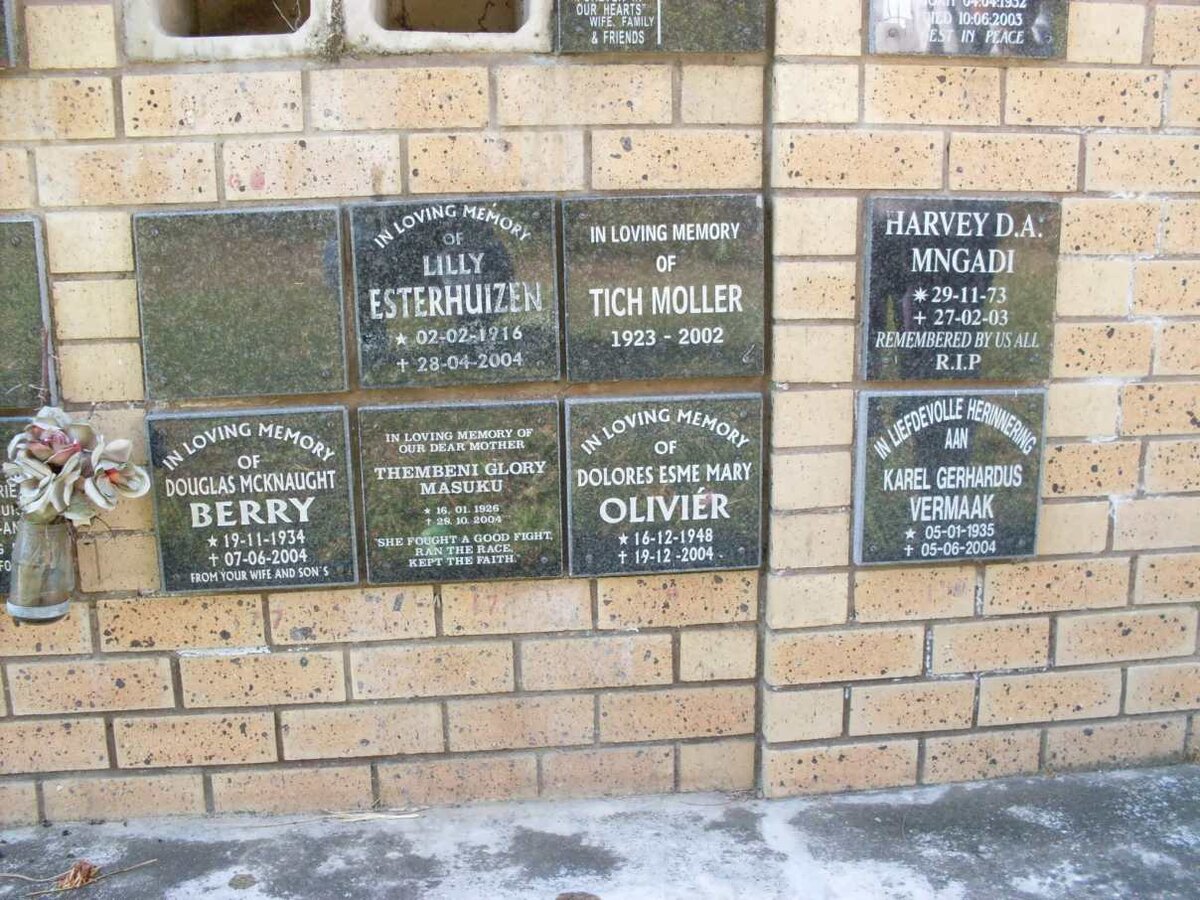 OUR HEARTS
WIFE, FAMILY
& FRIENDS
04-04-1932
DIED 10-06-2003
REST IN PEACE
IN LOVING MEMORY
OF
LILLY
ESTERHUIZEN
★ 02-02-1916
✝ 28-04-2004
IN LOVING MEMORY
OF
TICH MOLLER
1923 - 2002
HARVEY D.A.
MNGADI
✷ 29-11-73
+ 27-02-03
REMEMBERED BY US ALL
R.I.P
IN LOVING MEMORY
OF
DOUGLAS MCKNAUGHT
BERRY
★ 19-11-1934
✝ 07-06-2004
FROM YOUR WIFE AND SON`S
IN LOVING MEMORY OF
OUR DEAR MOTHER
THEMBENI GLORY
MASUKU
★ 16. 01. 1926
✝ 28. 10. 2004
"SHE FOUGHT A GOOD FIGHT,
RAN THE RACE,
KEPT THE FAITH."
IN LOVING MEMORY
OF
DOLORES ESME MARY
OLIVIÉR
★ 16-12-1948
✝ 19-12-2004
IN LIEFDEVOLLE HERINNERING
AAN
KAREL GERHARDUS
VERMAAK
★ 05-01-1935
✝ 05-06-2004